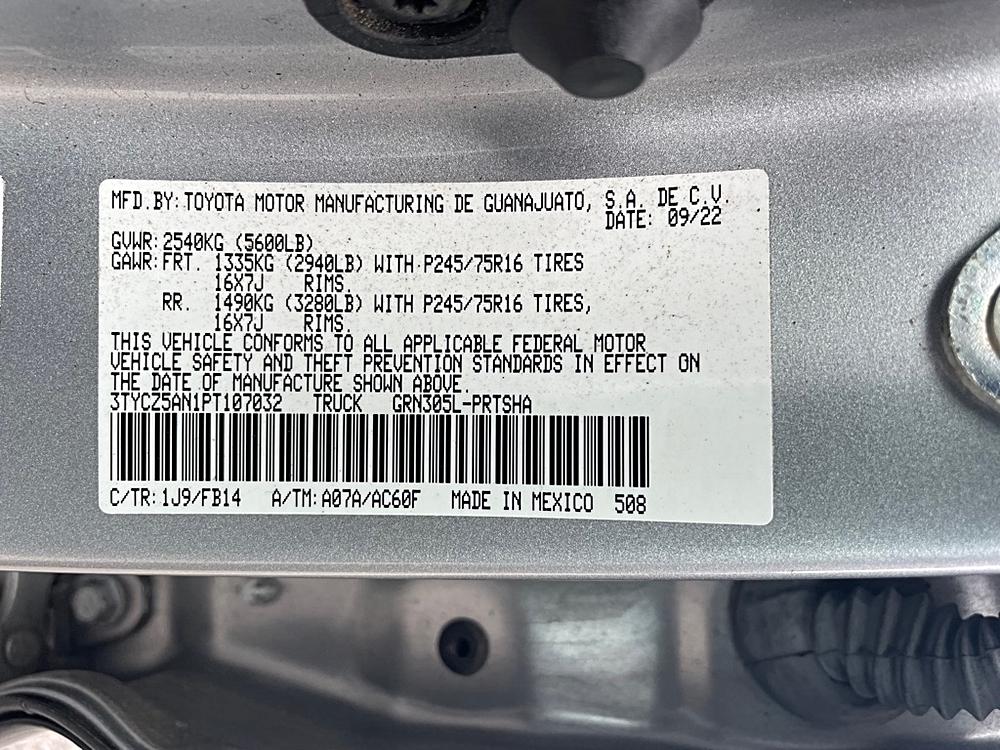 MFD.BY: TOYOTA MOTOR MANUFACTURING DE GUANAJUATO, S.A. DE C.V.
DATE: 09/22
GVWR: 2540KG (5600LB)
GAWR: FRT. 1335KG (2940LB) WITH P245/75R16 TIRES
16X7J RIMS.
RR. 1490KG (3280LB) WITH P245/75R16 TIRES,
16X7J RIMS.
THIS VEHICLE CONFORMS TO ALL APPLICABLE FEDERAL MOTOR
VEHICLE SAFETY AND THEFT PREVENTION STANDARDS IN EFFECT ON
THE DATE OF MANUFACTURE SHOWN ABOVE.
3TYCZ5AN1PT107032 TRUCK GRN305L-PRTSHA
C/TR: 1J9/FB14 A/TM: A07A/AC60F MADE IN MEXICO 508